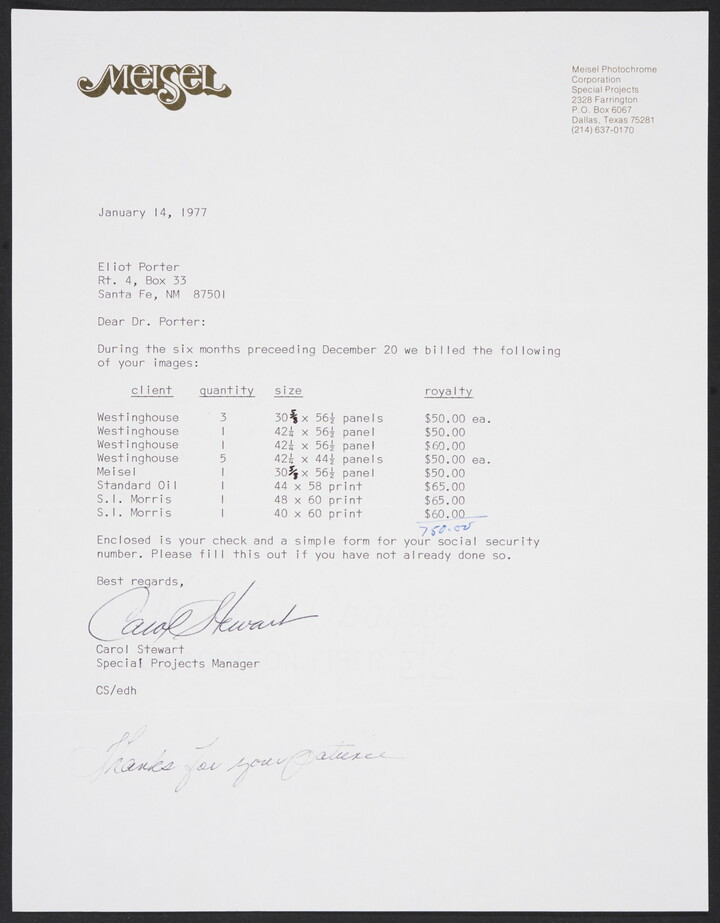 MEISEL
Meisel Photochrome
Corporation
Special Projects
2328 Farrington
P.O. Box 6067
Dallas, Texas 75281
(214) 637-0170
January 14, 1977
Eliot Porter
Rt. 4, Box 33
Santa Fe, NM 87501
Dear Dr. Porter:
During the six months preceeding December 20 we billed the following
of your images:
client quantity size royalty
Westinghouse 3 30⅝ x 56½ panels $50.00 ea.
Westinghouse 1 42¼ x 56½ panel $50.00
Westinghouse 1 42¼ x 56½ panel $60.00
Westinghouse 5 42¼ x 44½ panels $50.00 ea.
Meisel 1 30⅝ x 56½ panel $50.00
Standard Oil 1 44 x 58 print $65.00
S.I. Morris 1 48 x 60 print $65.00
S.I. Morris 1 40 x 60 print $60.00
750.00
Enclosed is your check and a simple form for your social security
number. Please fill this out if you have not already done so.
Best regards,
Carol Stewart
Carol Stewart
Special Projects Manager
CS/edh
Thanks for your patience